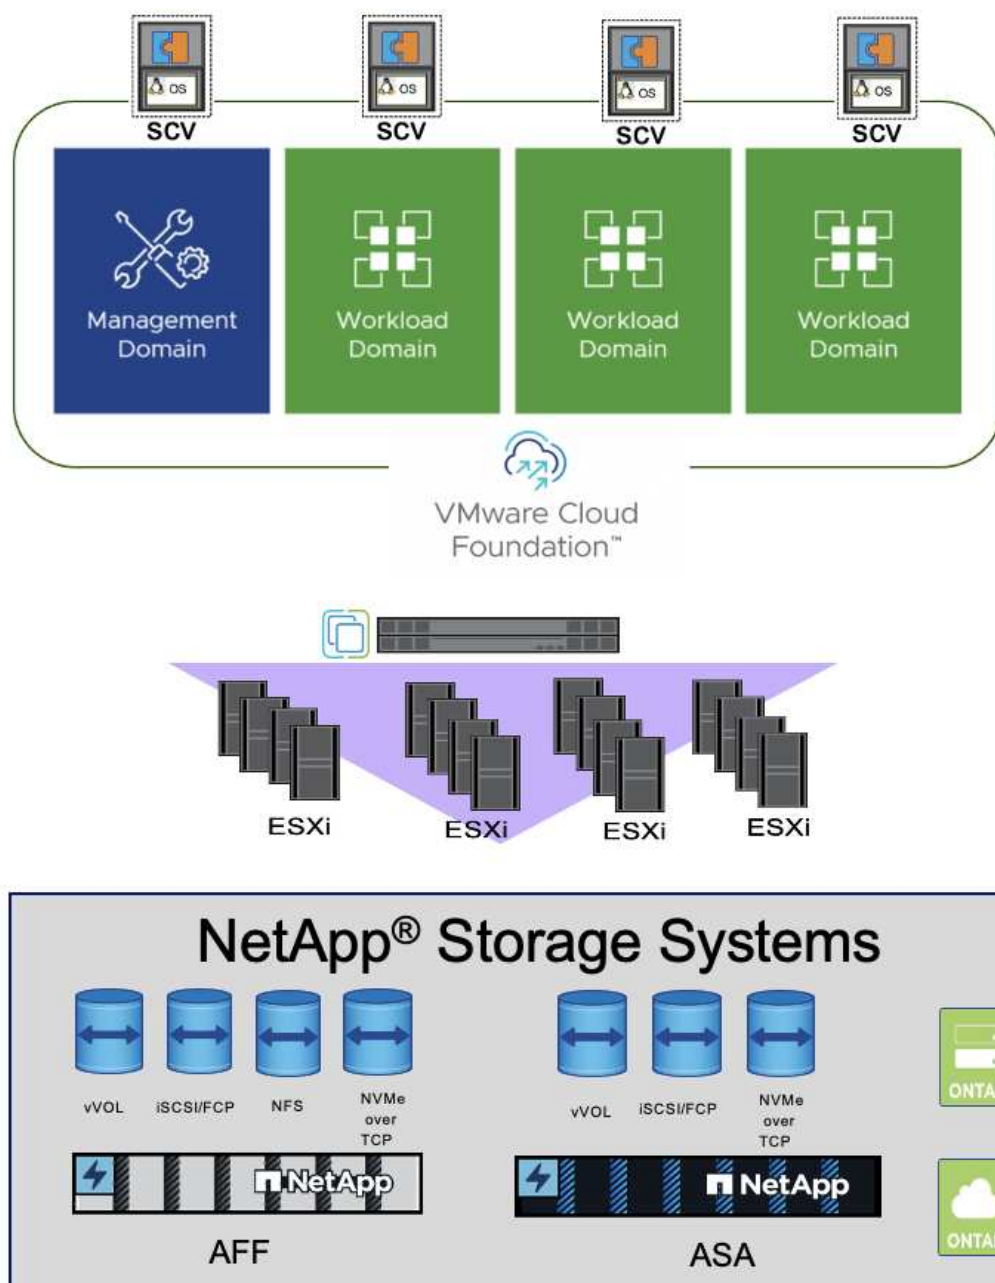 OS
OS
OS
OS
SCV
SCV
SCV
SCV
Management
Domain
Workload
Domain
Workload
Domain
Workload
Domain
VMware Cloud
Foundation™
ESXi
ESXi
ESXi
ESXi
NetApp® Storage Systems
vVOL
iSCSI/FCP
NFS
NVMe
over
TCP
vVOL
iSCSI/FCP
NVMe
over
TCP
NetApp
NetApp
AFF
ASA